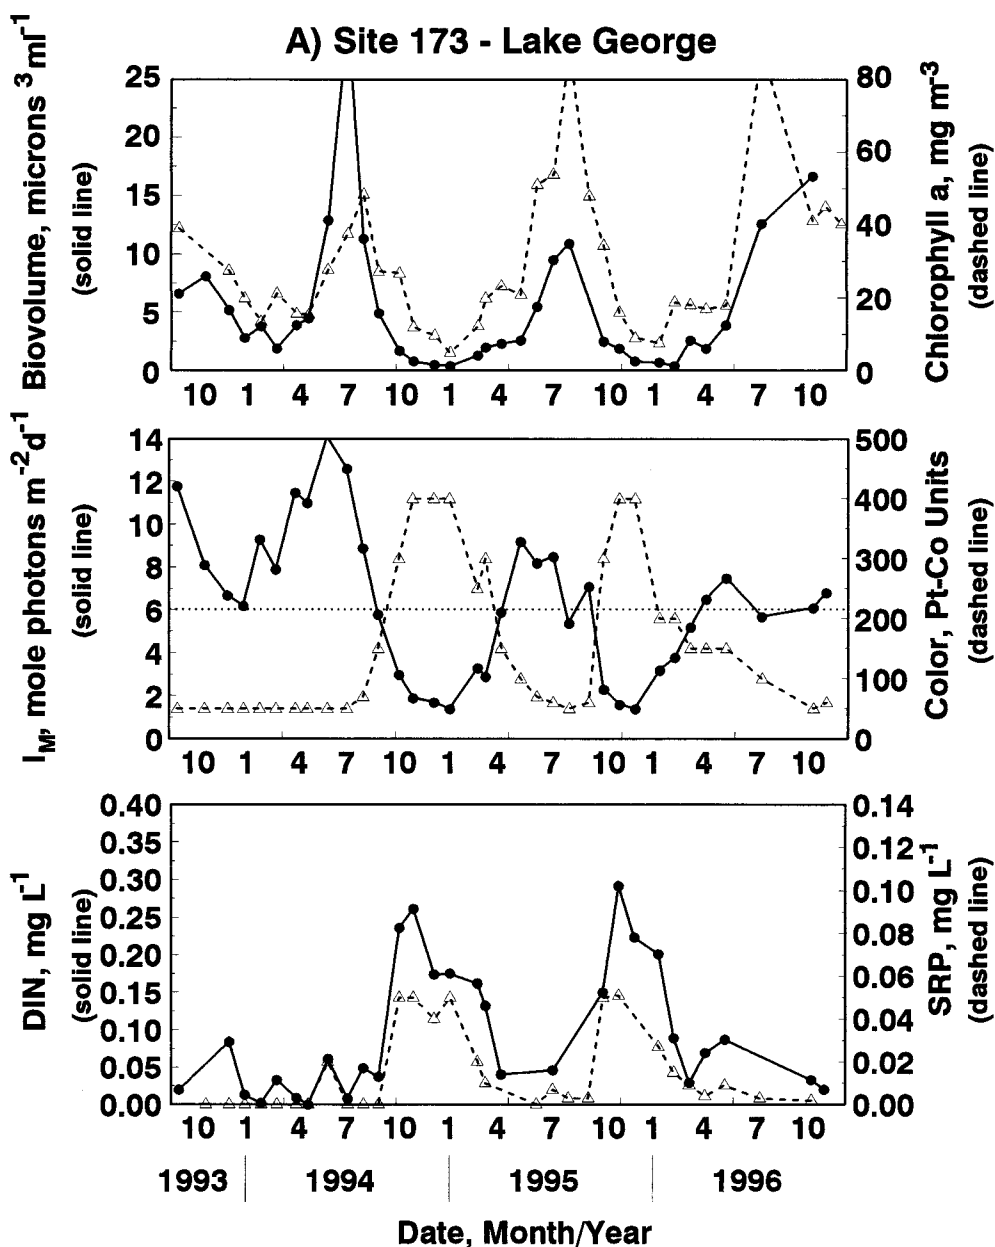 A) Site 173 - Lake George
Biovolume, microns ³ ml⁻¹
(solid line)
25
20
15
10
5
0
80
60
40
20
0
Chlorophyll a, mg m⁻³
(dashed line)
10 1 4 7 10 1 4 7 10 1 4 7 10
I_M, mole photons m⁻²d⁻¹
(solid line)
14
12
10
8
6
4
2
0
500
400
300
200
100
0
Color, Pt-Co Units
(dashed line)
10 1 4 7 10 1 4 7 10 1 4 7 10
DIN, mg L⁻¹
(solid line)
0.40
0.35
0.30
0.25
0.20
0.15
0.10
0.05
0.00
0.14
0.12
0.10
0.08
0.06
0.04
0.02
0.00
SRP, mg L⁻¹
(dashed line)
10 1 4 7 10 1 4 7 10 1 4 7 10
1993 1994 1995 1996
Date, Month/Year